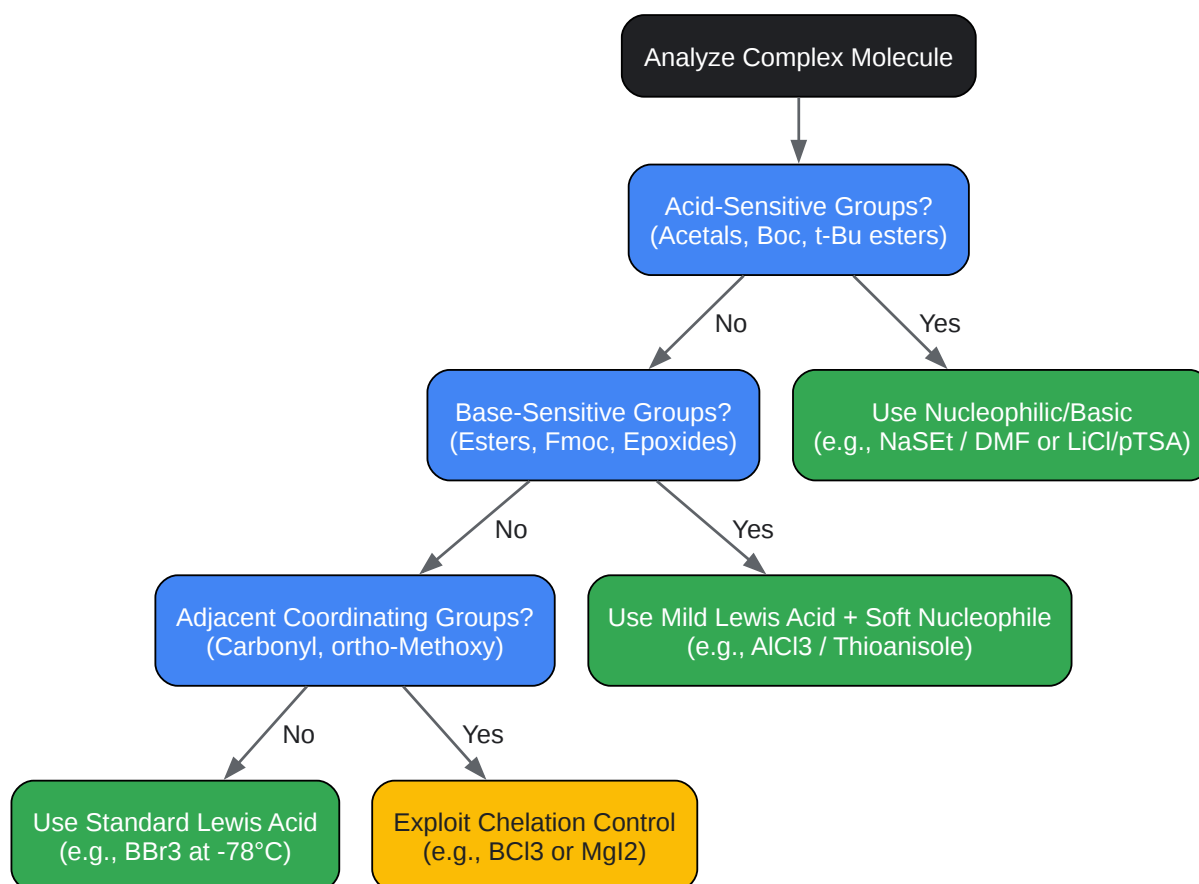 Analyze Complex Molecule
Acid-Sensitive Groups?
(Acetals, Boc, t-Bu esters)
No
Yes
Base-Sensitive Groups?
(Esters, Fmoc, Epoxides)
Use Nucleophilic/Basic
(e.g., NaSEt / DMF or LiCl/pTSA)
No
Yes
Adjacent Coordinating Groups?
(Carbonyl, ortho-Methoxy)
Use Mild Lewis Acid + Soft Nucleophile
(e.g., AlCl3 / Thioanisole)
No
Yes
Use Standard Lewis Acid
(e.g., BBr3 at -78°C)
Exploit Chelation Control
(e.g., BCl3 or MgI2)